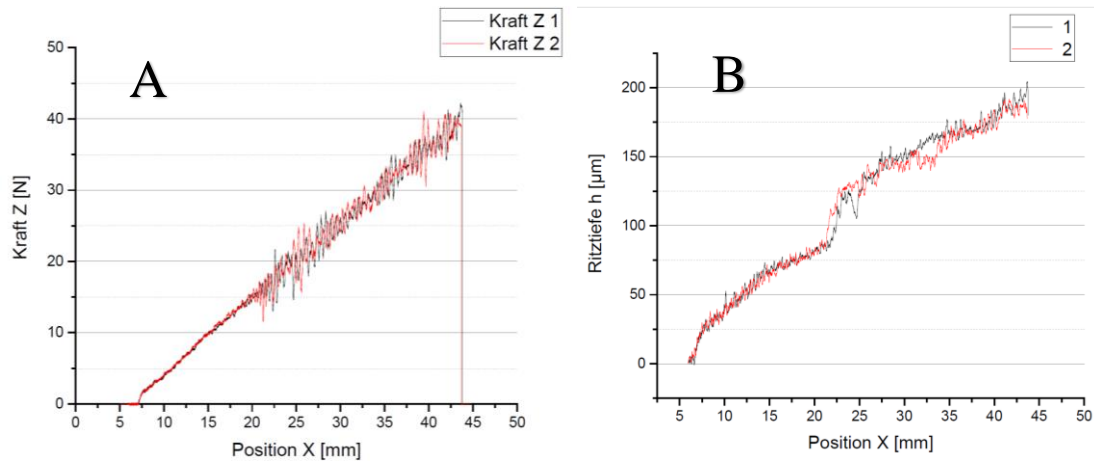 Kraft Z 1
Kraft Z 2
A
Kraft Z [N]
50
40
30
20
10
0
0 5 10 15 20 25 30 35 40 45 50
Position X [mm]
1
2
B
Ritztiefe h [µm]
200
150
100
50
0
5 10 15 20 25 30 35 40 45 50
Position X [mm]